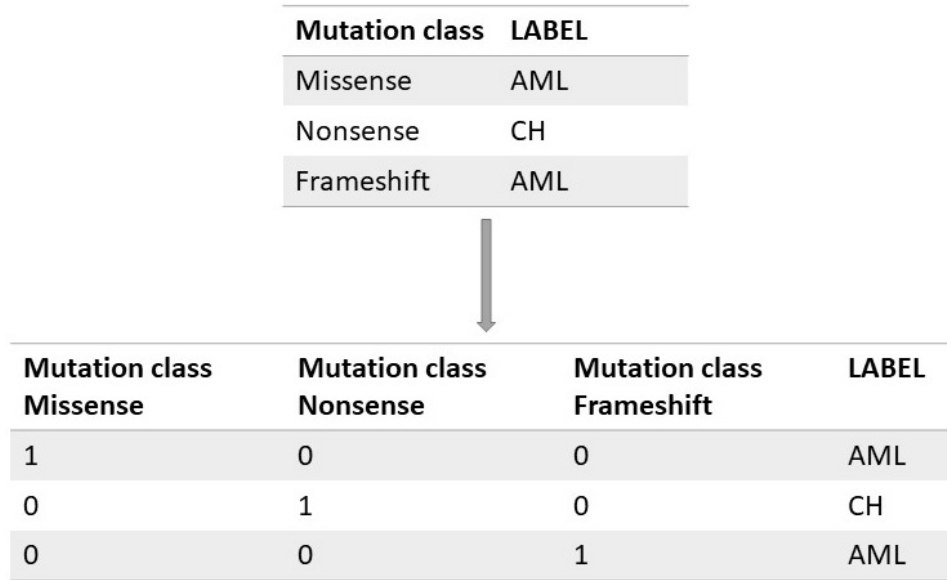 Mutation class LABEL
Missense AML
Nonsense CH
Frameshift AML
Mutation class Missense Mutation class Nonsense Mutation class Frameshift LABEL
1 0 0 AML
0 1 0 CH
0 0 1 AML